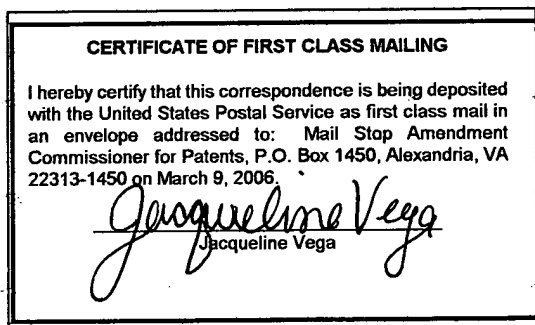 CERTIFICATE OF FIRST CLASS MAILING
I hereby certify that this correspondence is being deposited
with the United States Postal Service as first class mail in
an envelope addressed to: Mail Stop Amendment
Commissioner for Patents, P.O. Box 1450, Alexandria, VA
22313-1450 on March 9, 2006.
Jacqueline Vega
Jacqueline Vega